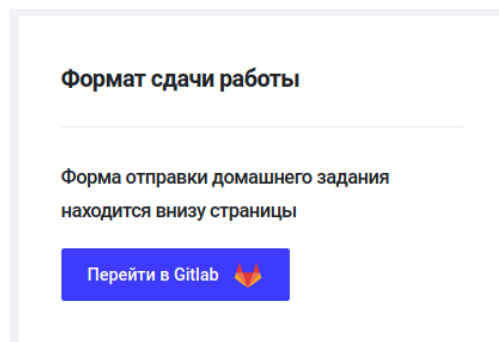 Формат сдачи работы
Форма отправки домашнего задания
находится внизу страницы
Перейти в Gitlab